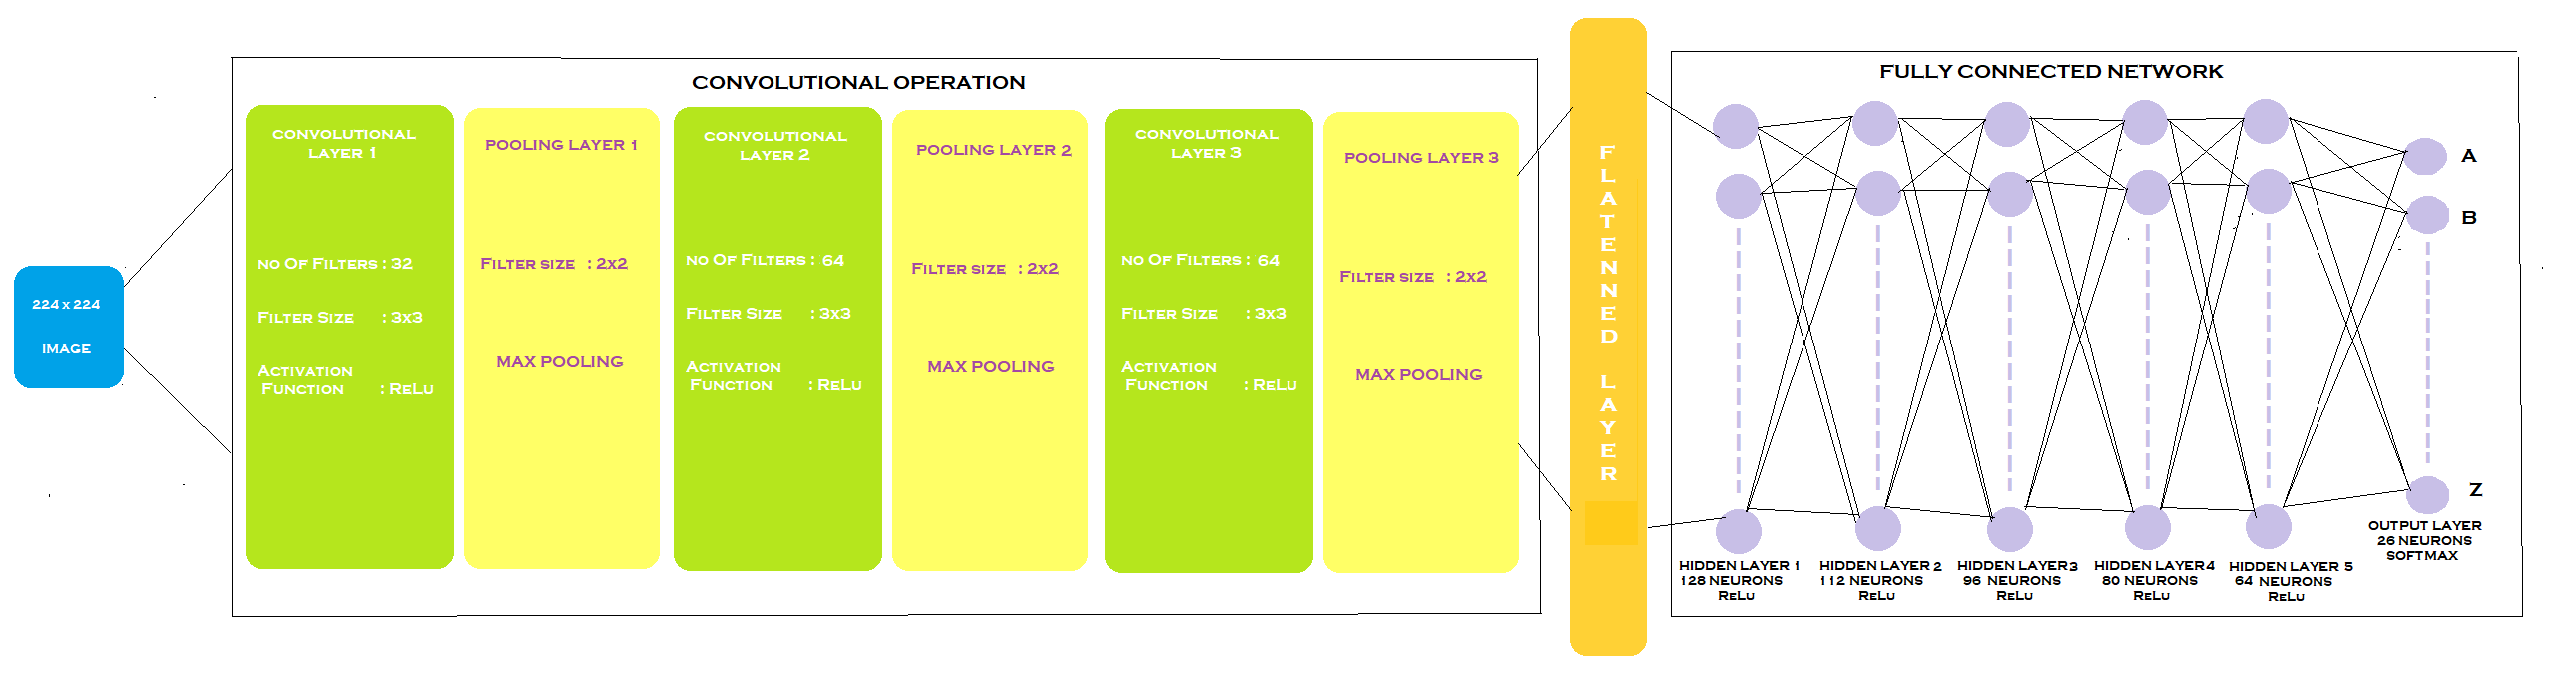 224 x 224
IMAGE
CONVOLUTIONAL OPERATION
CONVOLUTIONAL
LAYER 1
NO OF FILTERS : 32
FILTER SIZE : 3x3
ACTIVATION
FUNCTION : RELU
POOLING LAYER 1
FILTER SIZE : 2x2
MAX POOLING
CONVOLUTIONAL
LAYER 2
NO OF FILTERS : 64
FILTER SIZE : 3x3
ACTIVATION
FUNCTION : RELU
POOLING LAYER 2
FILTER SIZE : 2x2
MAX POOLING
CONVOLUTIONAL
LAYER 3
NO OF FILTERS : 64
FILTER SIZE : 3x3
ACTIVATION
FUNCTION : RELU
POOLING LAYER 3
FILTER SIZE : 2x2
MAX POOLING
FLATENNED LAYER
FULLY CONNECTED NETWORK
A
B
Z
HIDDEN LAYER 1
128 NEURONS
RELU
HIDDEN LAYER 2
112 NEURONS
RELU
HIDDEN LAYER3
96 NEURONS
RELU
HIDDEN LAYER4
80 NEURONS
RELU
HIDDEN LAYER 5
64 NEURONS
RELU
OUTPUT LAYER
26 NEURONS
SOFTMAX